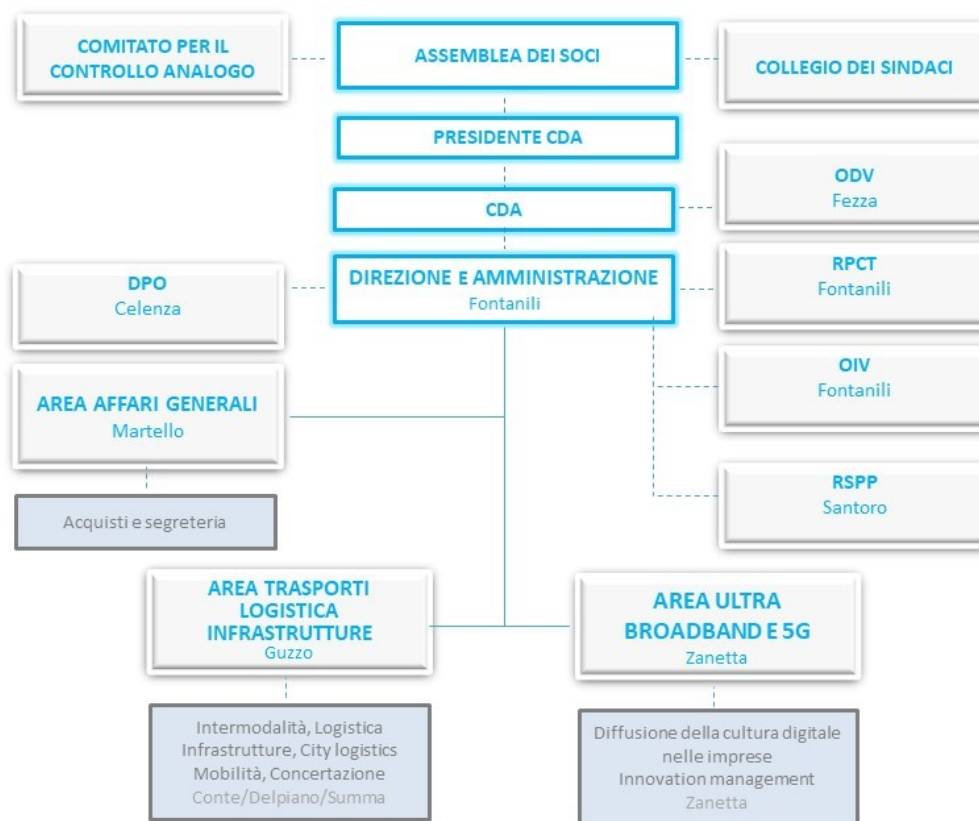 COMITATO PER IL
CONTROLLO ANALOGO
ASSEMBLEA DEI SOCI
COLLEGIO DEI SINDACI
PRESIDENTE CDA
CDA
ODV
Fezza
DIREZIONE E AMMINISTRAZIONE
Fontanili
DPO
Celenza
RPCT
Fontanili
AREA AFFARI GENERALI
Martello
OIV
Fontanili
Acquisti e segreteria
RSPP
Santoro
AREA TRASPORTI
LOGISTICA
INFRASTRUTTURE
Guzzo
AREA ULTRA
BROADBAND E 5G
Zanetta
Intermodalità, Logistica
Infrastrutture, City logistics
Mobilità, Concertazione
Conte/Delpiano/Summa
Diffusione della cultura digitale
nelle imprese
Innovation management
Zanetta